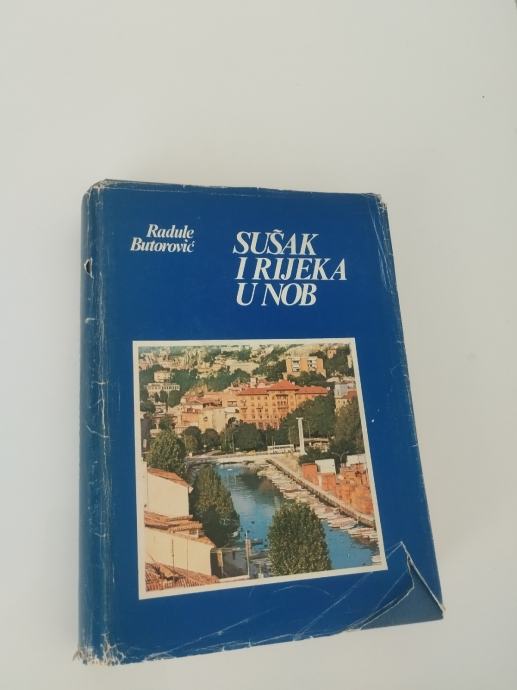 Radule
Butorović
SUŠAK
I RIJEKA
U NOB